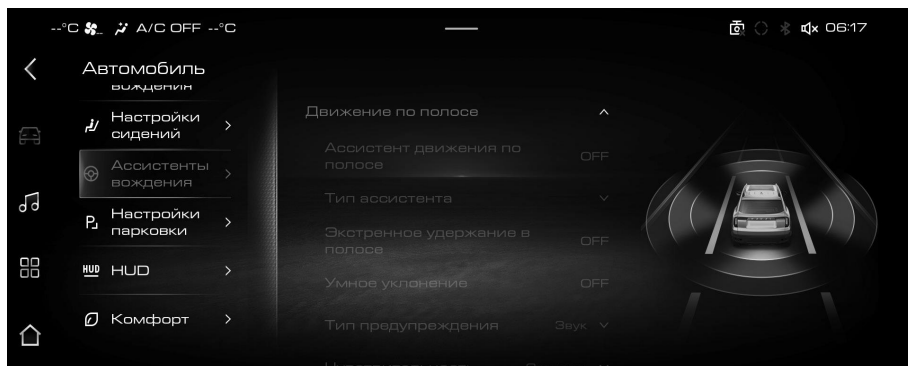 --°C A/C OFF --°C
06:17
Автомобиль
вождения
Настройки
сидений
Ассистенты
вождения
Настройки
парковки
HUD HUD
Комфорт
Движение по полосе
Ассистент движения по
полосе
OFF
Тип ассистента
Экстренное удержание в
полосе
OFF
Умное уклонение OFF
Тип предупреждения Звук